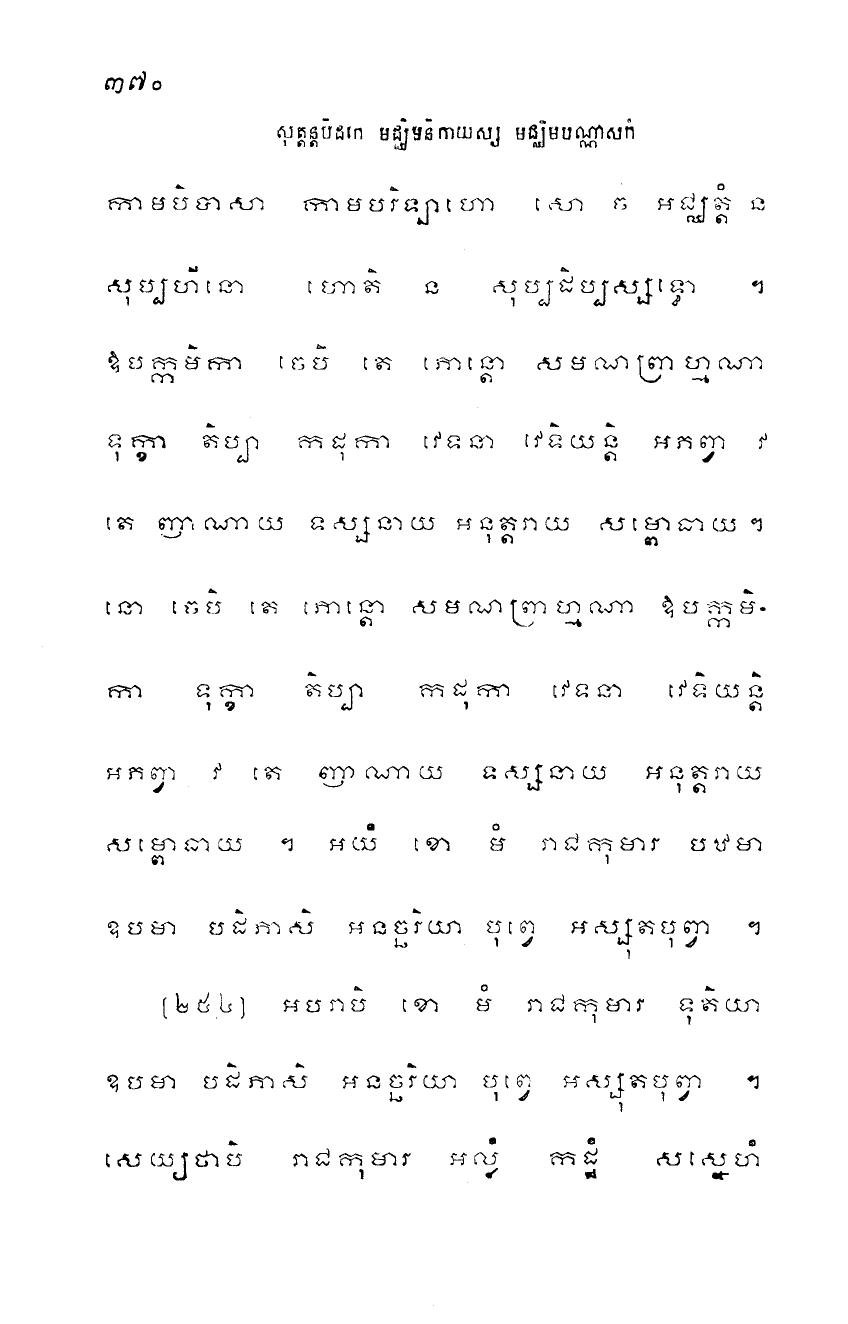 ៣៧០
សុត្តន្តបិដកេ មជ្ឈិមនិកាយស្ស មជ្ឈិមបណ្ណាសកំ
កាមបិបាសា កាមបរិឡាហោ សោ ច អជ្ឈត្តំ ន
សុប្បហីនោ ហោតិ ន សុប្បដិប្បស្សទ្ធោ ។
ឱបក្កមិកា ចេបិ តេ ភោន្តោ សមណព្រាហ្មណា
ទុក្ខា តិប្បា កដុកា វេទនា វេទិយន្តិ អភព្វា វ
តេ ញាណាយ ទស្សនាយ អនុត្តរាយ សម្ពោធាយ ។
នោ ចេបិ តេ ភោន្តោ សមណព្រាហ្មណា ឱបក្កមិ-
កា ទុក្ខា តិប្បា កដុកា វេទនា វេទិយន្តិ
អភព្វា វ តេ ញាណាយ ទស្សនាយ អនុត្តរាយ
សម្ពោធាយ ។ អយំ ខោ មំ រាជកុមារ បឋមា
ឧបមា បដិភាសិ អនច្ឆរិយា បុព្វេ អស្សុតបុព្វា ។
[២៥៤] អបរាបិ ខោ មំ រាជកុមារ ទុតិយា
ឧបមា បដិភាសិ អនច្ឆរិយា បុព្វេ អស្សុតបុព្វា ។
សេយ្យថាបិ រាជកុមារ អល្លំ កដ្ឋំ សស្នេហំ